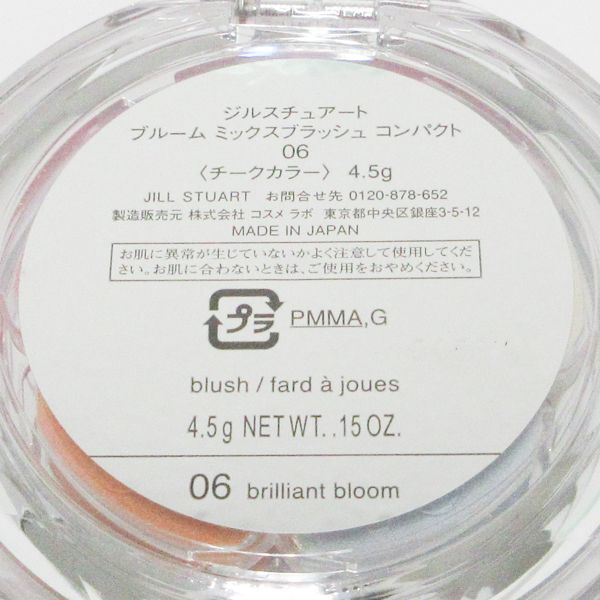 ジルスチュアート
ブルーム ミックスブラッシュ コンパクト
06
〈チークカラー〉 4.5g
JILL STUART お問合せ先 0120-878-652
製造販売元 株式会社 コスメ ラボ 東京都中央区銀座3-5-12
MADE IN JAPAN
お肌に異常が生じていないかよく注意して使用してくだ
さい。お肌に合わないときは、ご使用をおやめください。
プラ PMMA,G
blush / fard à joues
4.5g NET WT. .15 OZ.
06 brilliant bloom